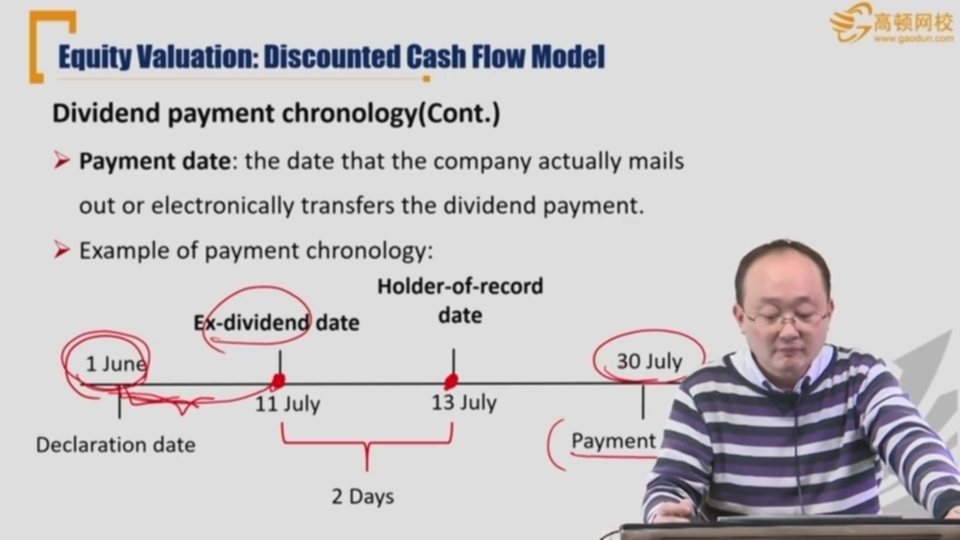 高顿网校
www.gaodun.com
Equity Valuation: Discounted Cash Flow Model
Dividend payment chronology(Cont.)
Payment date: the date that the company actually mails
out or electronically transfers the dividend payment.
Example of payment chronology:
Holder-of-record
date
Ex-dividend date
1 June
30 July
11 July
13 July
Declaration date
Payment
2 Days